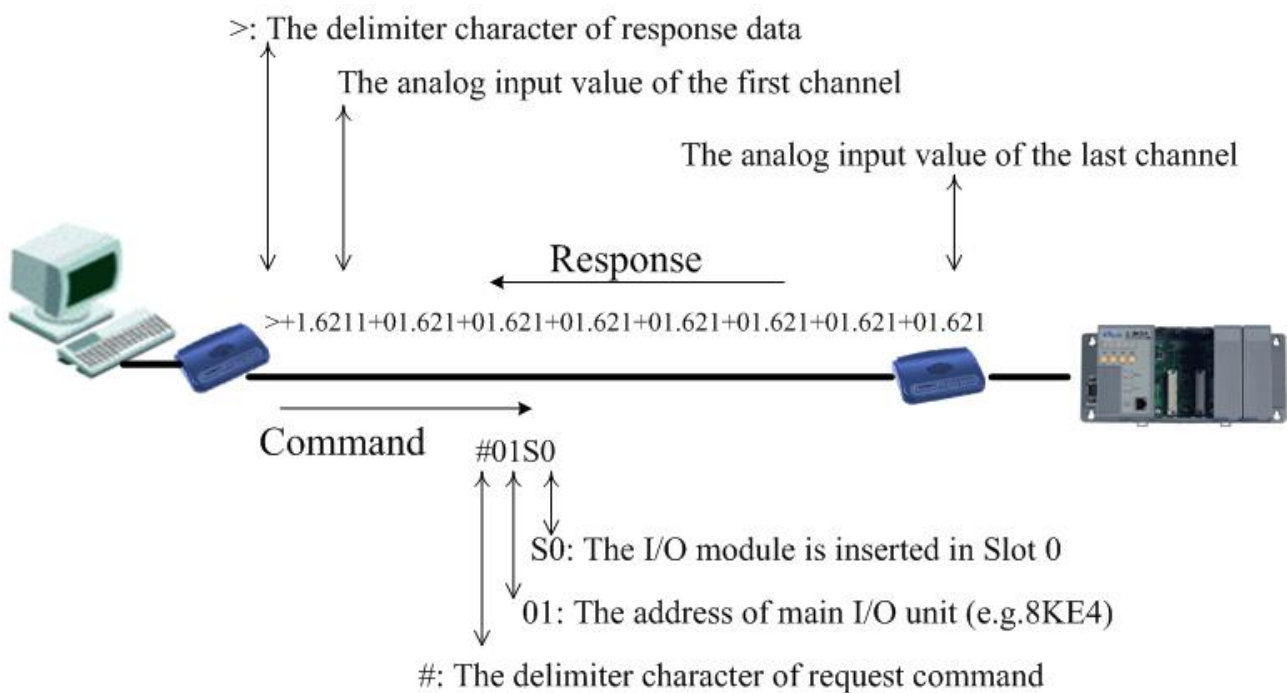 >: The delimiter character of response data
The analog input value of the first channel
The analog input value of the last channel
Response
>+1.6211+01.621+01.621+01.621+01.621+01.621+01.621+01.621
Command
#01S0
S0: The I/O module is inserted in Slot 0
01: The address of main I/O unit (e.g.8KE4)
#: The delimiter character of request command